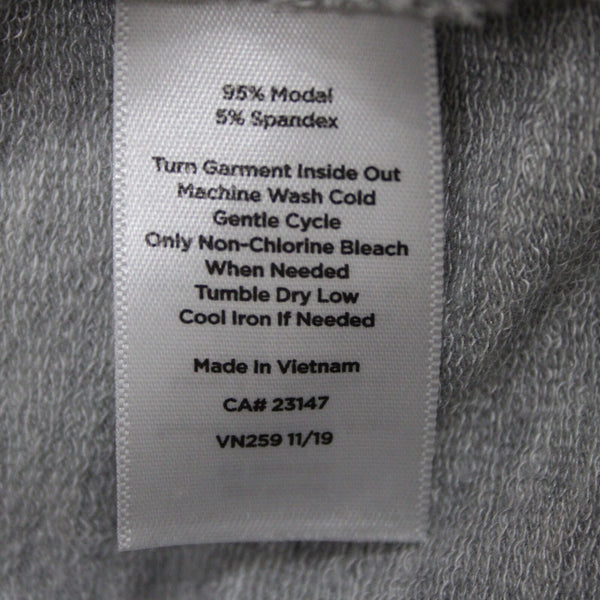 95% Modal
5% Spandex
Turn Garment Inside Out
Machine Wash Cold
Gentle Cycle
Only Non-Chlorine Bleach
When Needed
Tumble Dry Low
Cool Iron If Needed
Made In Vietnam
CA# 23147
VN259 11/19